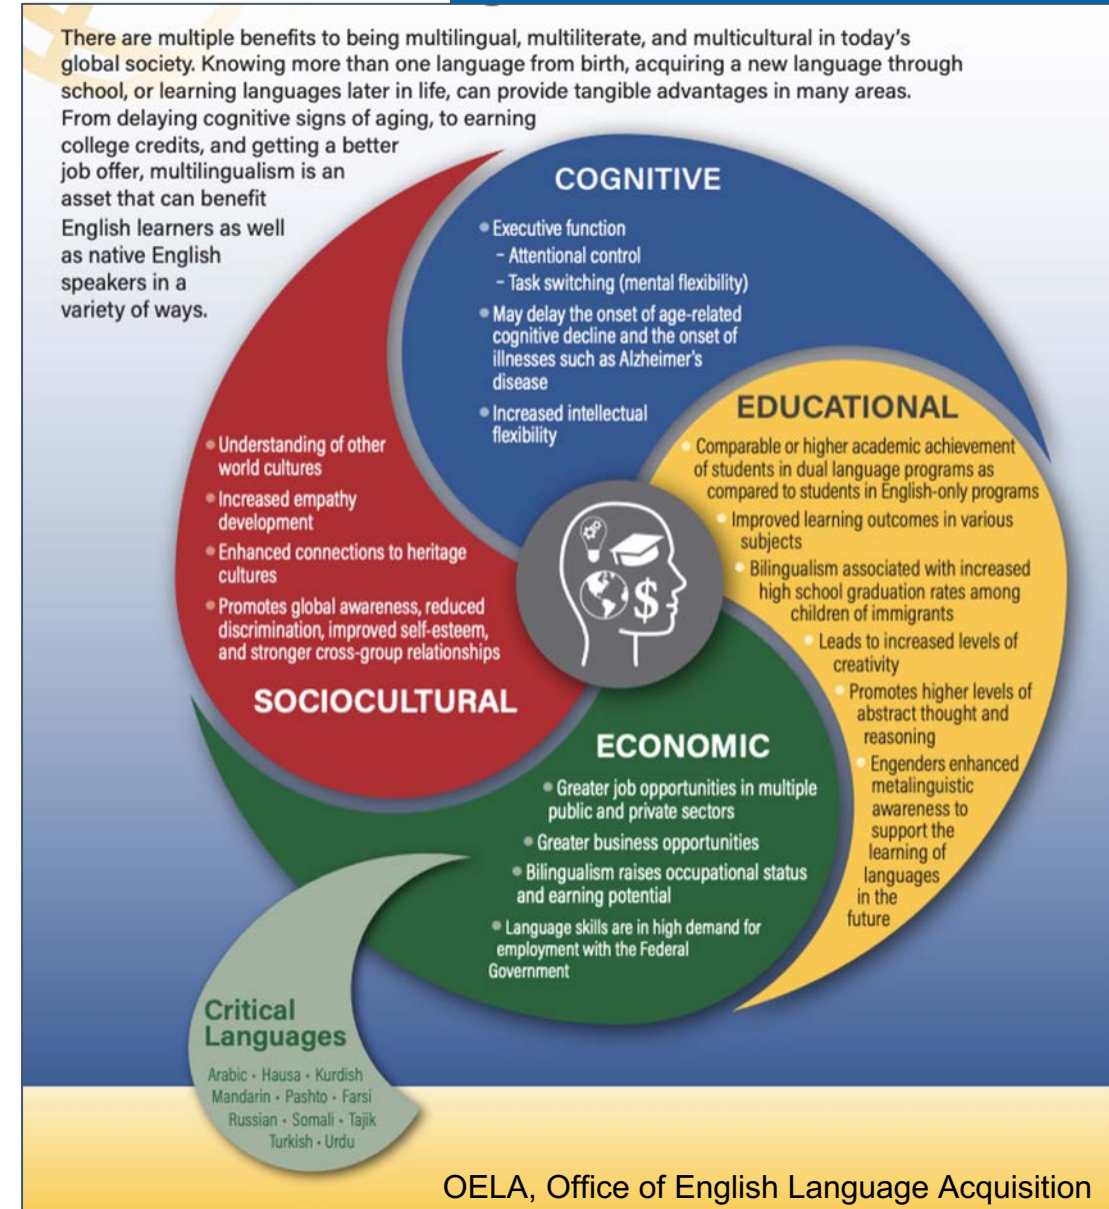 There are multiple benefits to being multilingual, multiliterate, and multicultural in today's
global society. Knowing more than one language from birth, acquiring a new language through
school, or learning languages later in life, can provide tangible advantages in many areas.
From delaying cognitive signs of aging, to earning
college credits, and getting a better
job offer, multilingualism is an
asset that can benefit
English learners as well
as native English
speakers in a
variety of ways.
COGNITIVE
• Executive function
– Attentional control
– Task switching (mental flexibility)
• May delay the onset of age-related
cognitive decline and the onset of
illnesses such as Alzheimer's
disease
• Increased intellectual
flexibility
EDUCATIONAL
• Comparable or higher academic achievement
of students in dual language programs as
compared to students in English-only programs
• Improved learning outcomes in various
subjects
• Bilingualism associated with increased
high school graduation rates among
children of immigrants
• Leads to increased levels of
creativity
• Promotes higher levels of
abstract thought and
reasoning
• Engenders enhanced
metalinguistic
awareness to
support the
learning of
languages
in the
future
• Understanding of other
world cultures
• Increased empathy
development
• Enhanced connections to heritage
cultures
• Promotes global awareness, reduced
discrimination, improved self-esteem,
and stronger cross-group relationships
SOCIOCULTURAL
$
ECONOMIC
• Greater job opportunities in multiple
public and private sectors
• Greater business opportunities
• Bilingualism raises occupational status
and earning potential
• Language skills are in high demand for
employment with the Federal
Government
Critical
Languages
Arabic • Hausa • Kurdish
Mandarin • Pashto • Farsi
Russian • Somali • Tajik
Turkish • Urdu
OELA, Office of English Language Acquisition